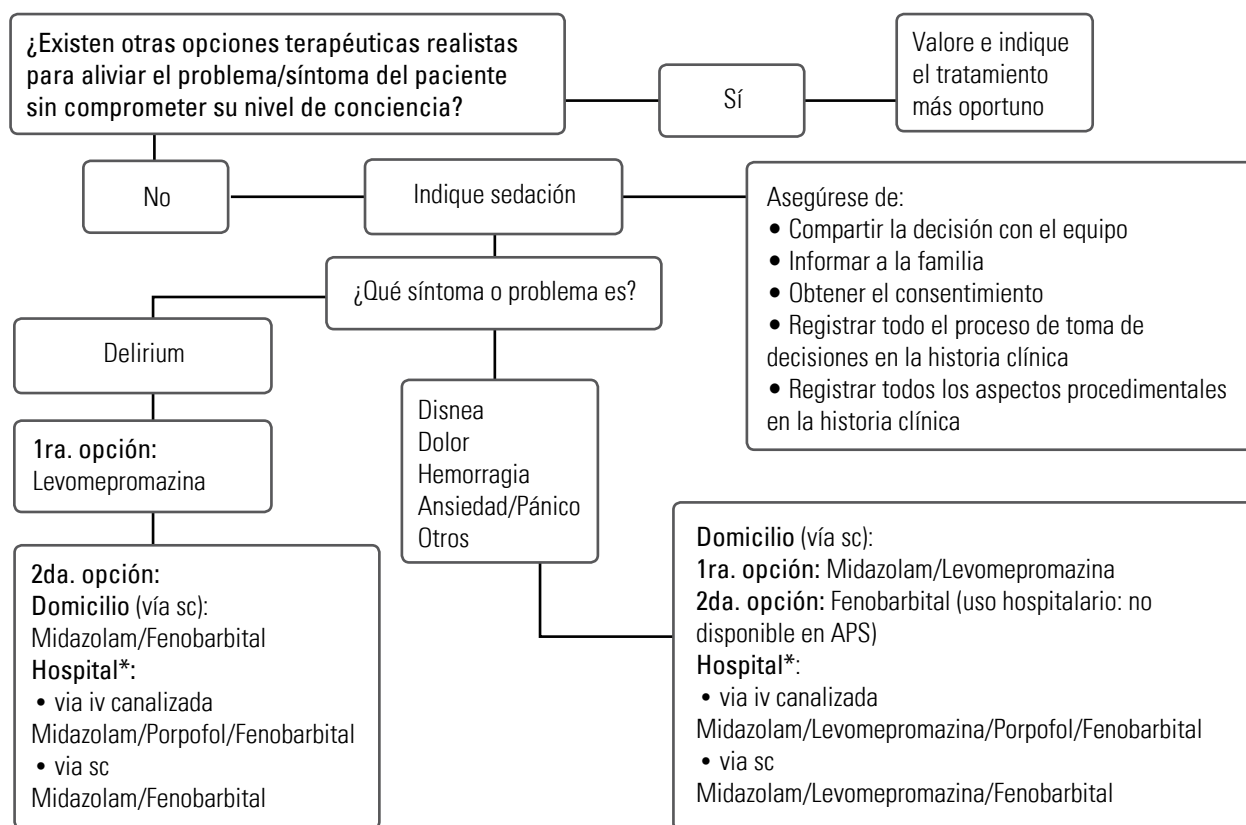 ¿Existen otras opciones terapéuticas realistas
para aliviar el problema/síntoma del paciente
sin comprometer su nivel de conciencia?
Sí
Valore e indique
el tratamiento
más oportuno
No
Indique sedación
Asegúrese de:
• Compartir la decisión con el equipo
• Informar a la familia
• Obtener el consentimiento
• Registrar todo el proceso de toma de
decisiones en la historia clínica
• Registrar todos los aspectos procedimentales
en la historia clínica
¿Qué síntoma o problema es?
Delirium
1ra. opción:
Levomepromazina
2da. opción:
Domicilio (vía sc):
Midazolam/Fenobarbital
Hospital*:
• via iv canalizada
Midazolam/Porpofol/Fenobarbital
• via sc
Midazolam/Fenobarbital
Disnea
Dolor
Hemorragia
Ansiedad/Pánico
Otros
Domicilio (vía sc):
1ra. opción: Midazolam/Levomepromazina
2da. opción: Fenobarbital (uso hospitalario: no
disponible en APS)
Hospital*:
• via iv canalizada
Midazolam/Levomepromazina/Porpofol/Fenobarbital
• via sc
Midazolam/Levomepromazina/Fenobarbital